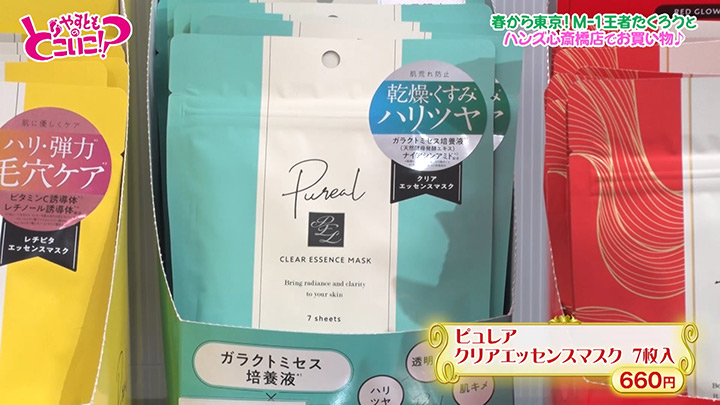 やすとものどこいこ!?
春から東京!M-1王者たくろうと
ハンズ心斎橋店でお買い物♪
RED GLOW
肌に優しくケア
ハリ・弾力
毛穴ケア
ビタミンC誘導体
レチノール誘導体
レチビタ
エッセンスマスク
肌荒れ防止
乾燥・くすみ
ハリツヤ
ガラクトミセス培養液
ナイアシンアミド
クリア
エッセンスマスク
Pureal
PEL
CLEAR ESSENCE MASK
Bring radiance and clarity
to your skin
7 sheets
ガラクトミセス
培養液
×
透明
ハリ
ツヤ
肌キメ
ピュレア
クリアエッセンスマスク 7枚入
660円